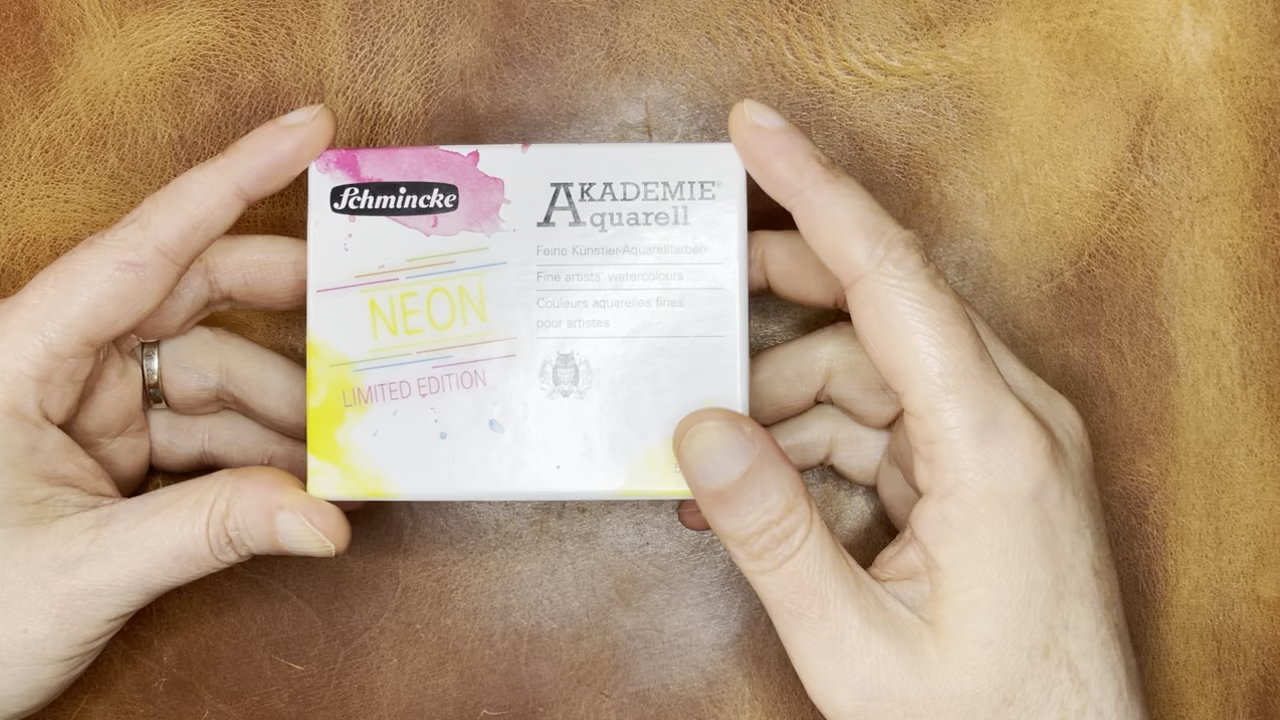 Schmincke
AKADEMIE®
Aquarell
Feine Künstler-Aquarellfarben
Fine artists' watercolours
Couleurs aquarelles fines
pour artistes
NEON
LIMITED EDITION